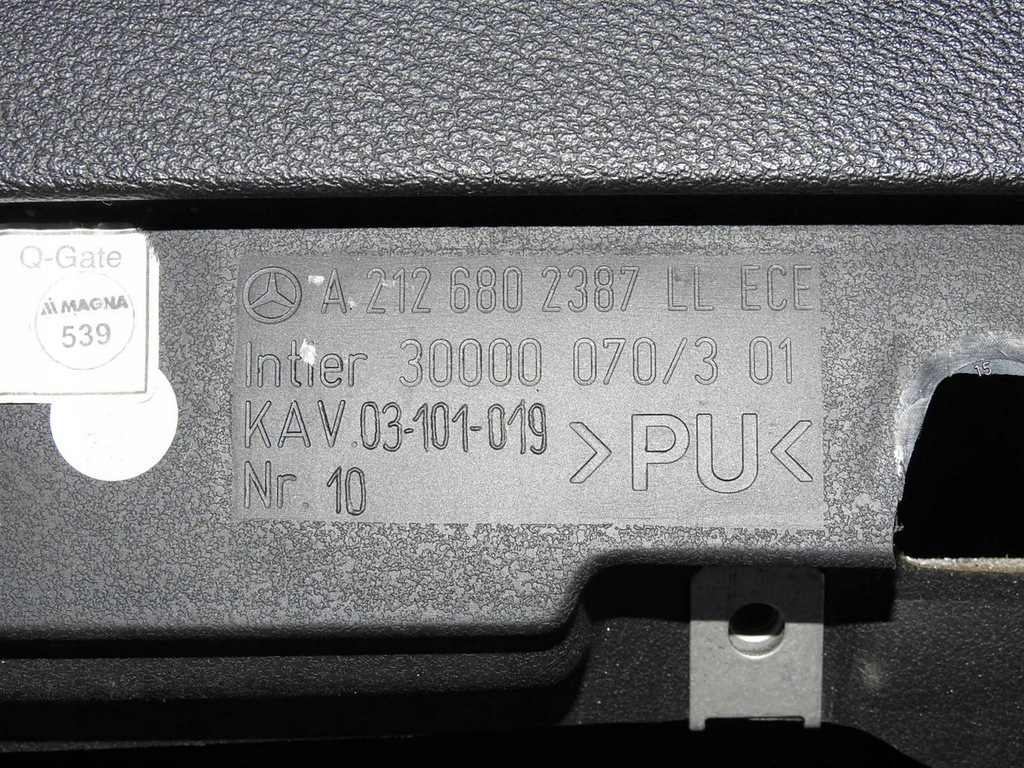 Q-Gate
MAGNA
539
A 212 680 2387 LL ECE
Intier 30000 070/3 01
KAV.03-101-019
Nr. 10
>PU<
15